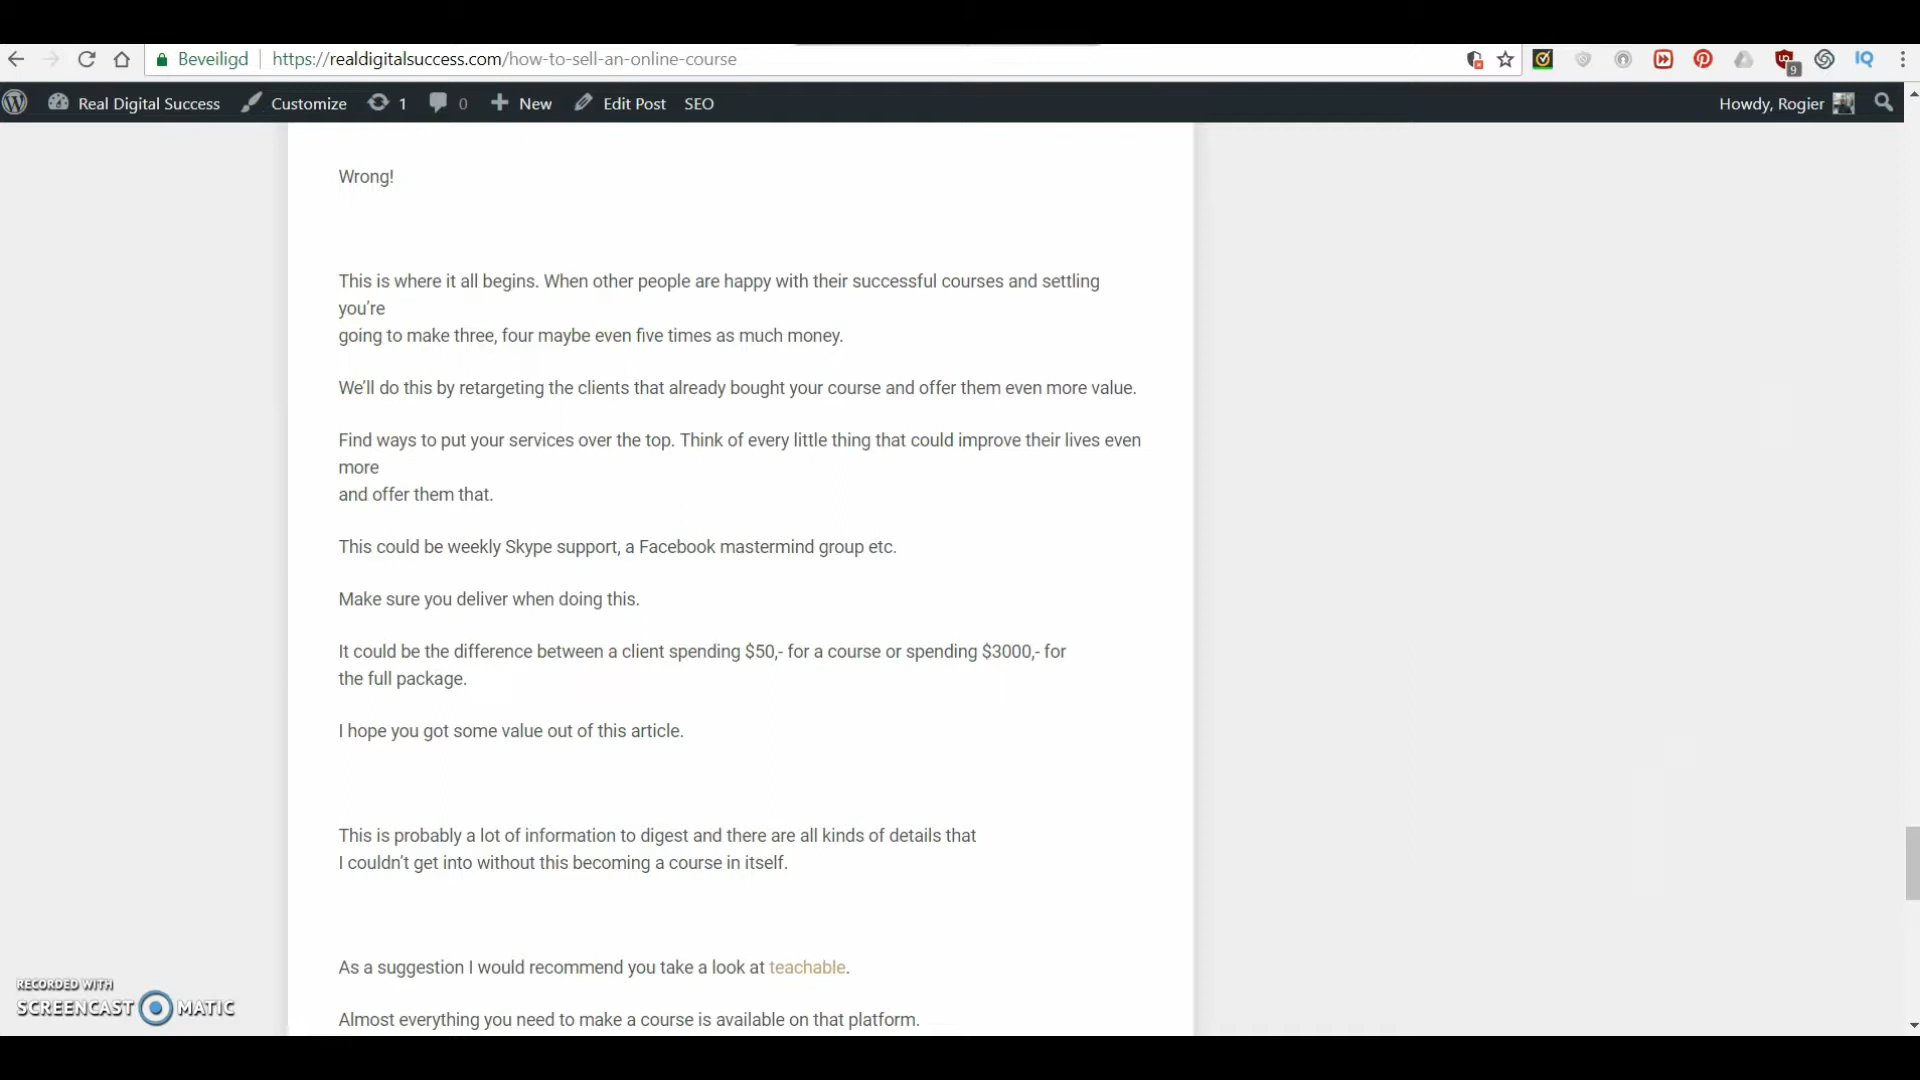 Beveiligd
https://realdigitalsuccess.com/how-to-sell-an-online-course
9
IQ
Real Digital Success
Customize
1
0
New
Edit Post
SEO
Howdy, Rogier
Wrong!
This is where it all begins. When other people are happy with their successful courses and settling
you’re
going to make three, four maybe even five times as much money.
We’ll do this by retargeting the clients that already bought your course and offer them even more value.
Find ways to put your services over the top. Think of every little thing that could improve their lives even
more
and offer them that.
This could be weekly Skype support, a Facebook mastermind group etc.
Make sure you deliver when doing this.
It could be the difference between a client spending $50,- for a course or spending $3000,- for
the full package.
I hope you got some value out of this article.
This is probably a lot of information to digest and there are all kinds of details that
I couldn’t get into without this becoming a course in itself.
As a suggestion I would recommend you take a look at teachable.
Almost everything you need to make a course is available on that platform.
RECORDED WITH
SCREENCAST MATIC